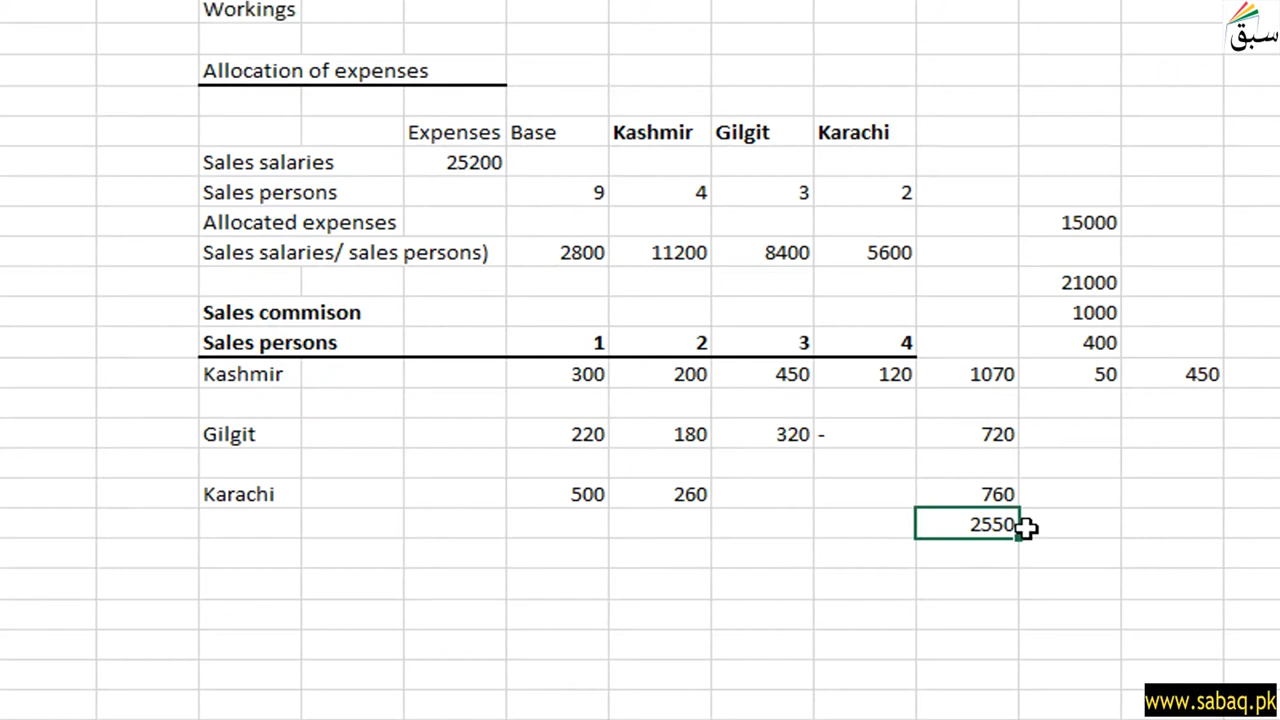 سبق
Workings
Allocation of expenses
Expenses Base Kashmir Gilgit Karachi
Sales salaries 25200
Sales persons 9 4 3 2
Allocated expenses 15000
Sales salaries/ sales persons) 2800 11200 8400 5600
21000
Sales commison 1000
Sales persons 1 2 3 4 400
Kashmir 300 200 450 120 1070 50 450
Gilgit 220 180 320 - 720
Karachi 500 260 760
2550
www.sabaq.pk